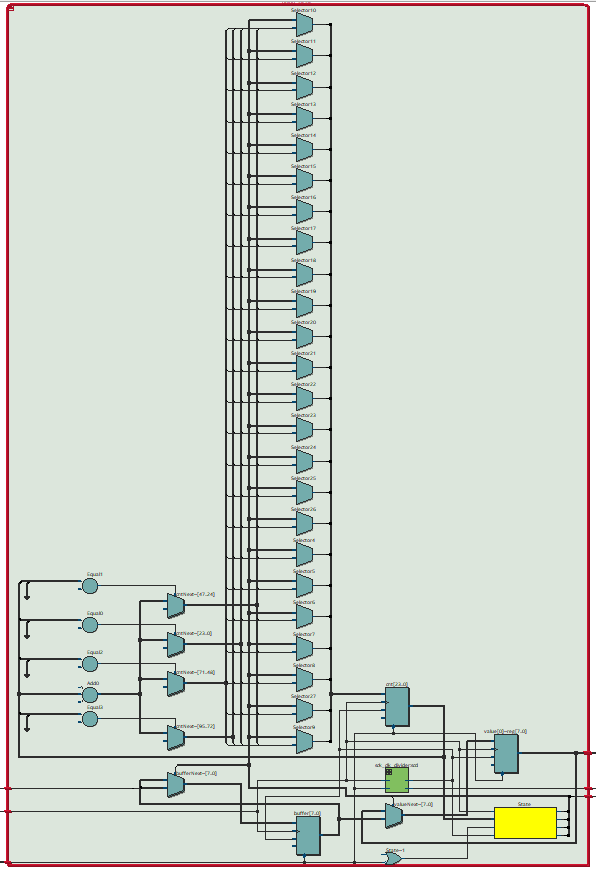 Selector10
Selector11
Selector12
Selector13
Selector14
Selector15
Selector16
Selector17
Selector18
Selector19
Selector20
Selector21
Selector22
Selector23
Selector24
Selector25
Selector26
Selector4
Selector5
Selector6
Selector7
Selector8
Selector27
Selector9
Equal1
cntNext~[47..24]
Equal0
cntNext~[23..0]
Equal2
cntNext~[71..48]
Add0
Equal3
cntNext~[95..72]
cnt[23..0]
value[0]~reg[7..0]
bufferNext~[7..0]
valueNext~[7..0]
State
buffer[7..0]
State~1